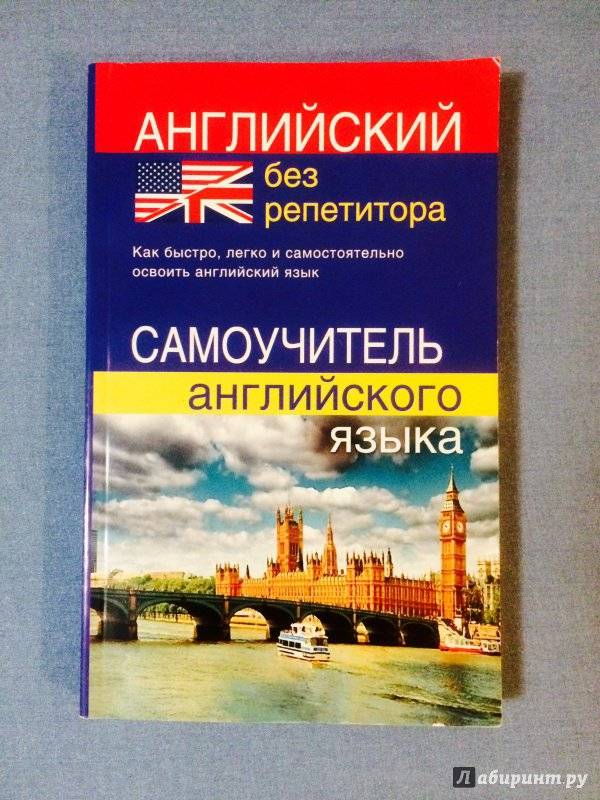 АНГЛИЙСКИЙ
без
репетитора
Как быстро, легко и самостоятельно
освоить английский язык
САМОУЧИТЕЛЬ
английского
языка
Лабиринт.ру